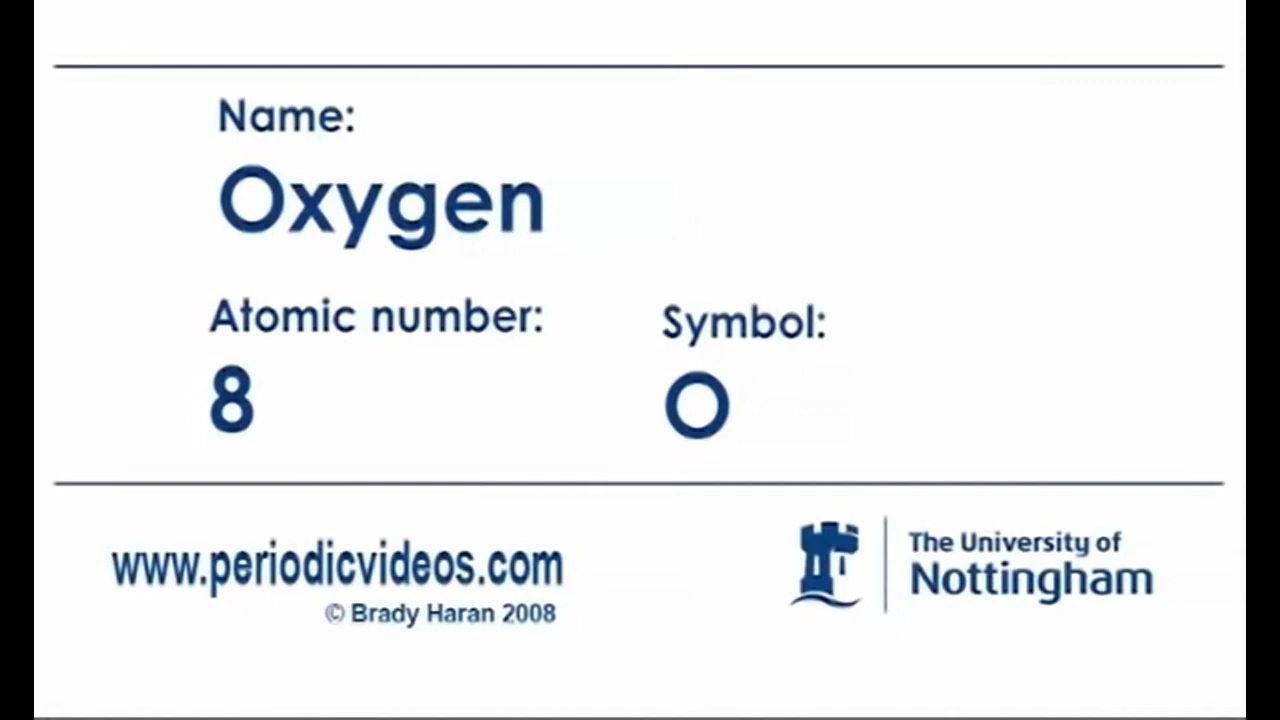 Name:
Oxygen
Atomic number:
8
Symbol:
O
www.periodicvideos.com
© Brady Haran 2008
The University of
Nottingham